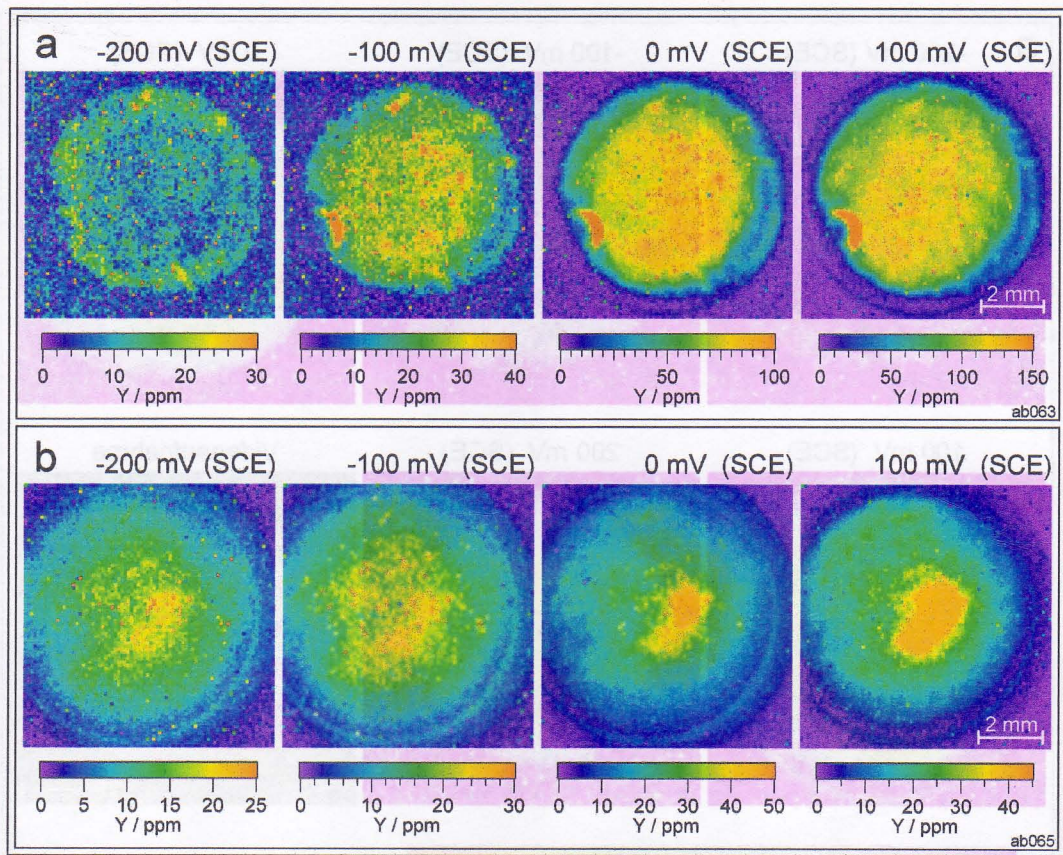 a
-200 mV (SCE) -100 mV (SCE) 0 mV (SCE) 100 mV (SCE)
2 mm
0 10 20 30 0 10 20 30 40 0 50 100 0 50 100 150
Y / ppm Y / ppm Y / ppm Y / ppm
ab063
b
-200 mV (SCE) -100 mV (SCE) 0 mV (SCE) 100 mV (SCE)
2 mm
0 5 10 15 20 25 0 10 20 30 0 10 20 30 40 50 0 10 20 30 40
Y / ppm Y / ppm Y / ppm Y / ppm
ab065